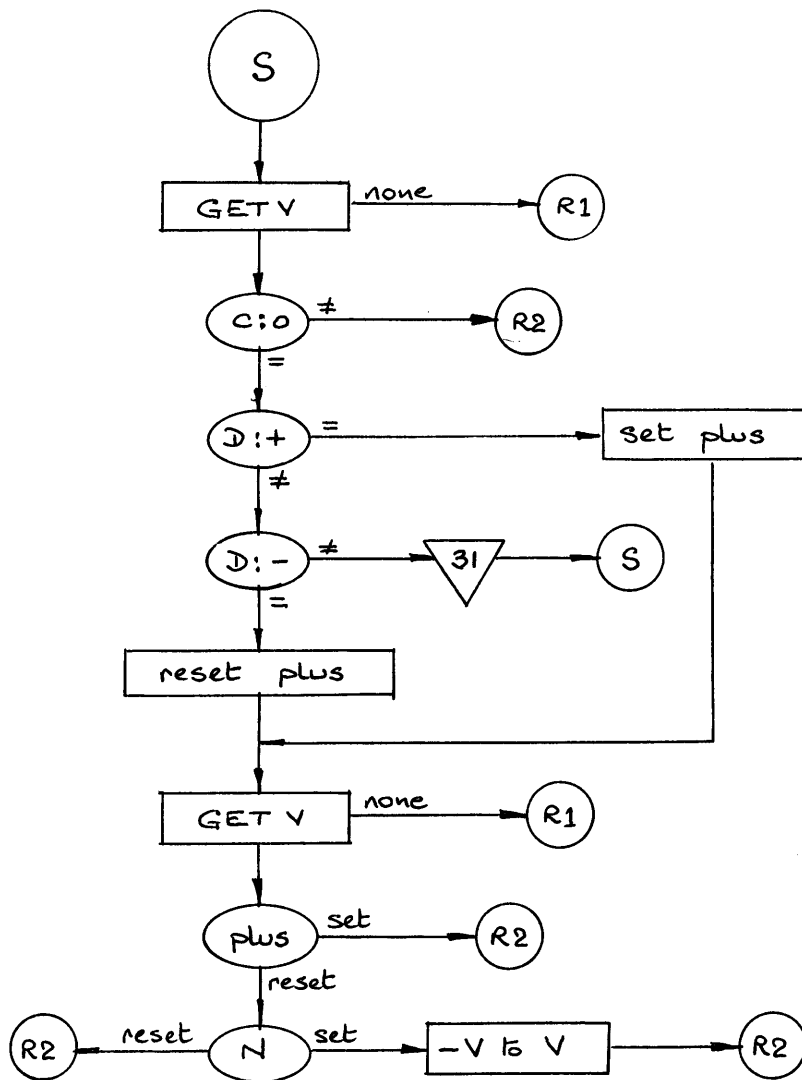 S
GET V
none
R1
C:0
≠
R2
=
D:+
=
set plus
≠
D:-
≠
31
S
=
reset plus
GET V
none
R1
plus
set
R2
reset
R2
reset
N
set
-V to V
R2